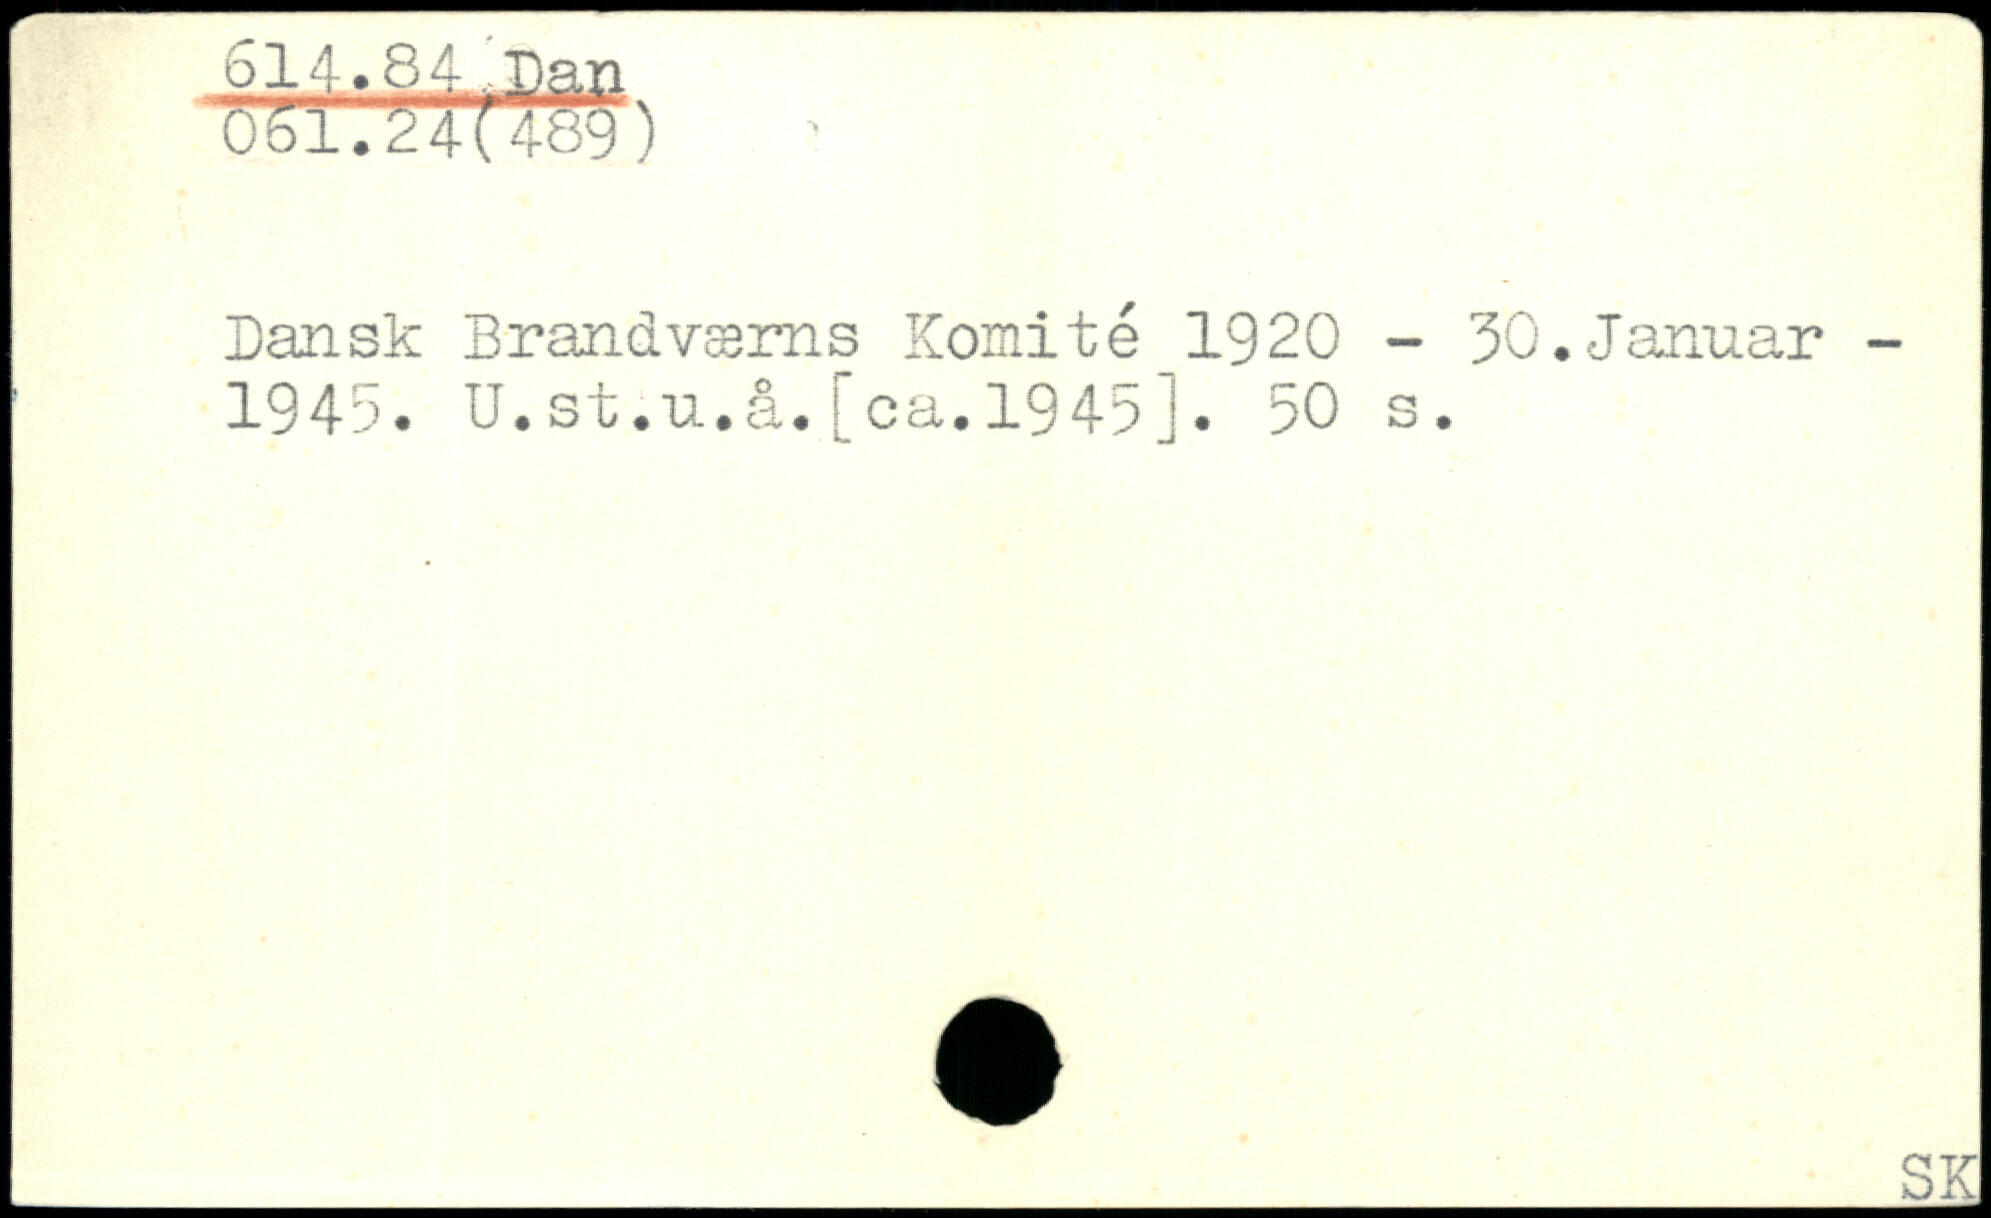 614.84 Dan
061.24(489)
Dansk Brandværns Komité 1920 - 30.Januar -
1945. U.st.u.å.[ca.1945]. 50 s.
SK